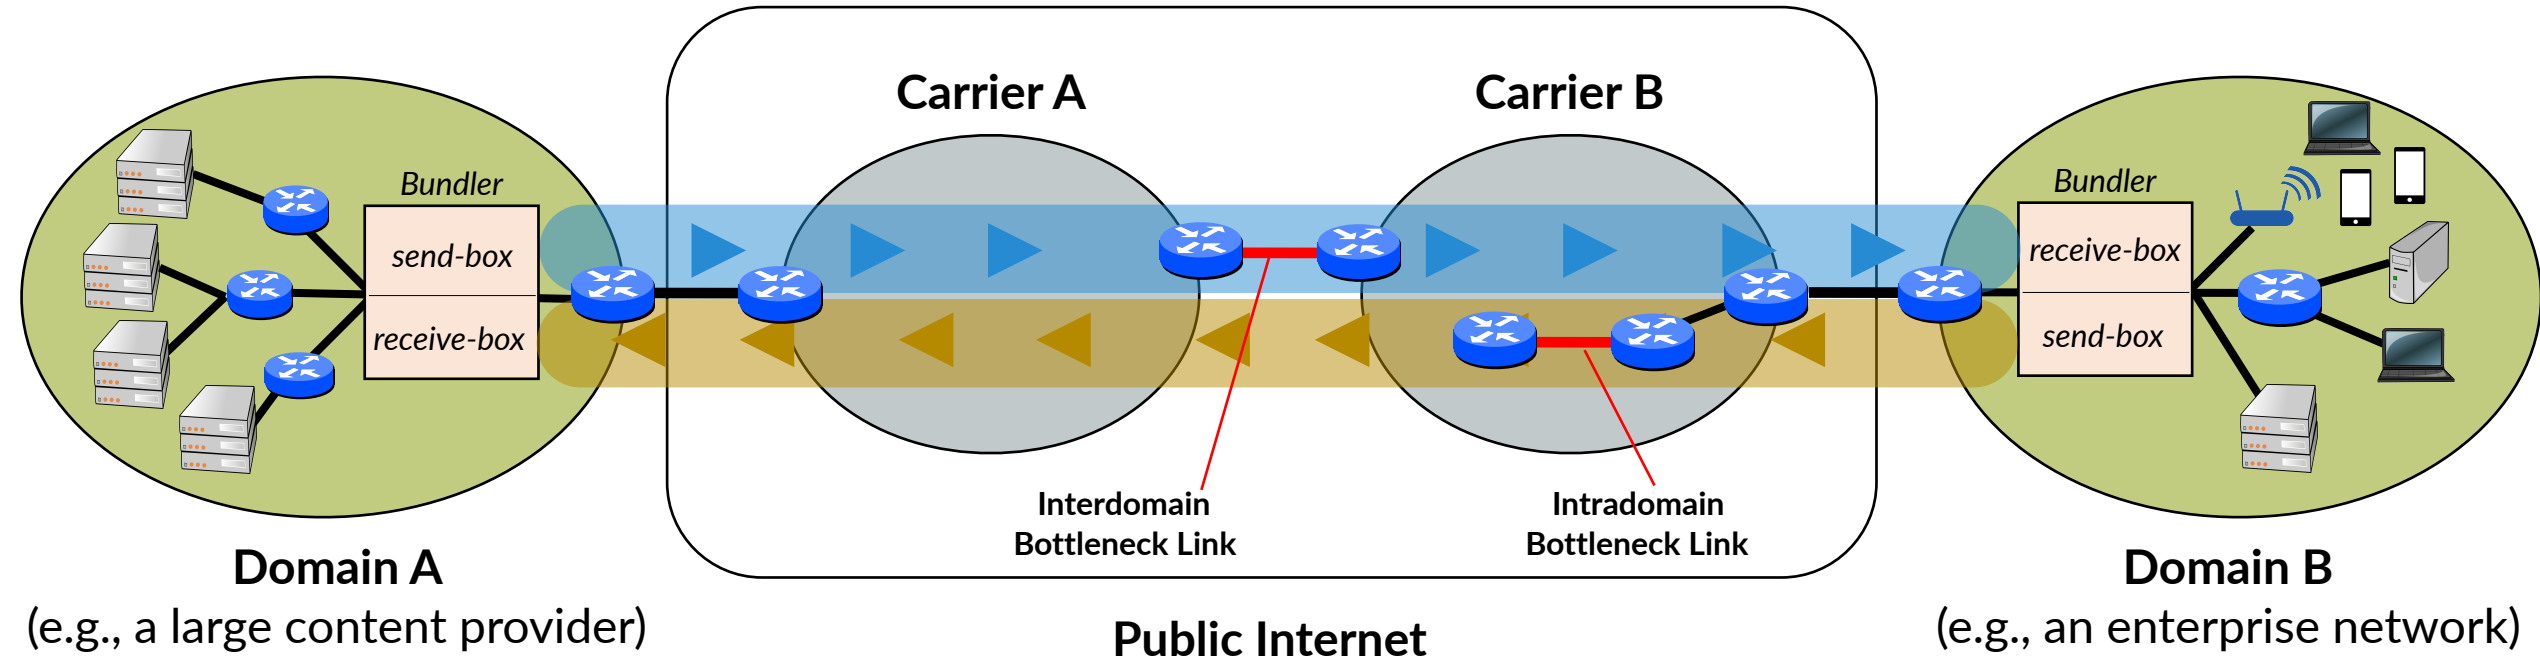 Carrier A
Carrier B
Bundler
send-box
receive-box
Bundler
receive-box
send-box
Interdomain
Bottleneck Link
Intradomain
Bottleneck Link
Domain A
(e.g., a large content provider)
Public Internet
Domain B
(e.g., an enterprise network)